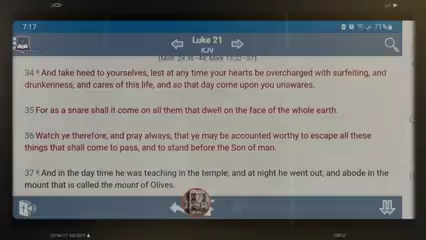 7:17
71%
Luke 21
KJV
34 ¶ And take heed to yourselves, lest at any time your hearts be overcharged with surfeiting, and
drunkenness, and cares of this life, and so that day come upon you unawares.
35 For as a snare shall it come on all them that dwell on the face of the whole earth.
36 Watch ye therefore, and pray always, that ye may be accounted worthy to escape all these
things that shall come to pass, and to stand before the Son of man.
37 ¶ And in the day time he was teaching in the temple; and at night he went out, and abode in the
mount that is called the mount of Olives.